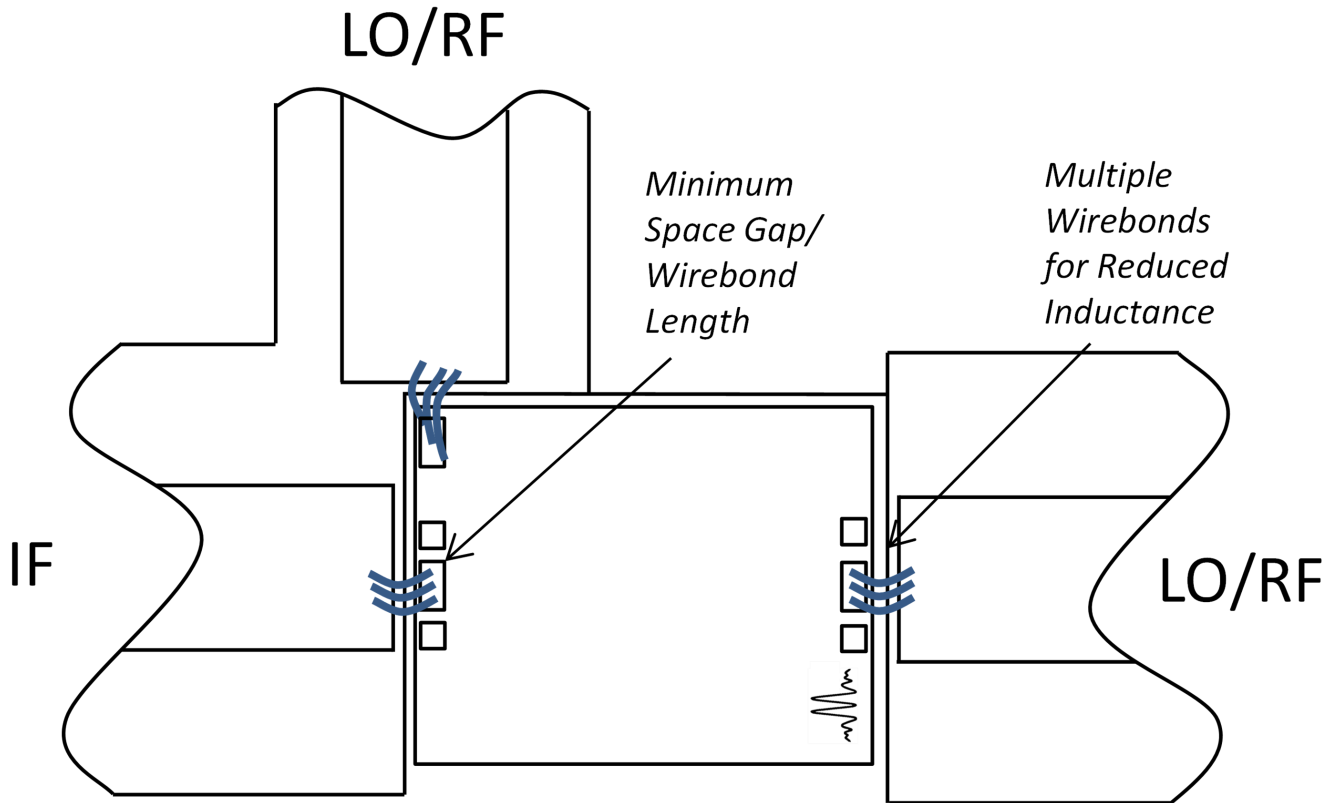 LO/RF
Minimum
Space Gap/
Wirebond
Length
Multiple
Wirebonds
for Reduced
Inductance
IF
LO/RF